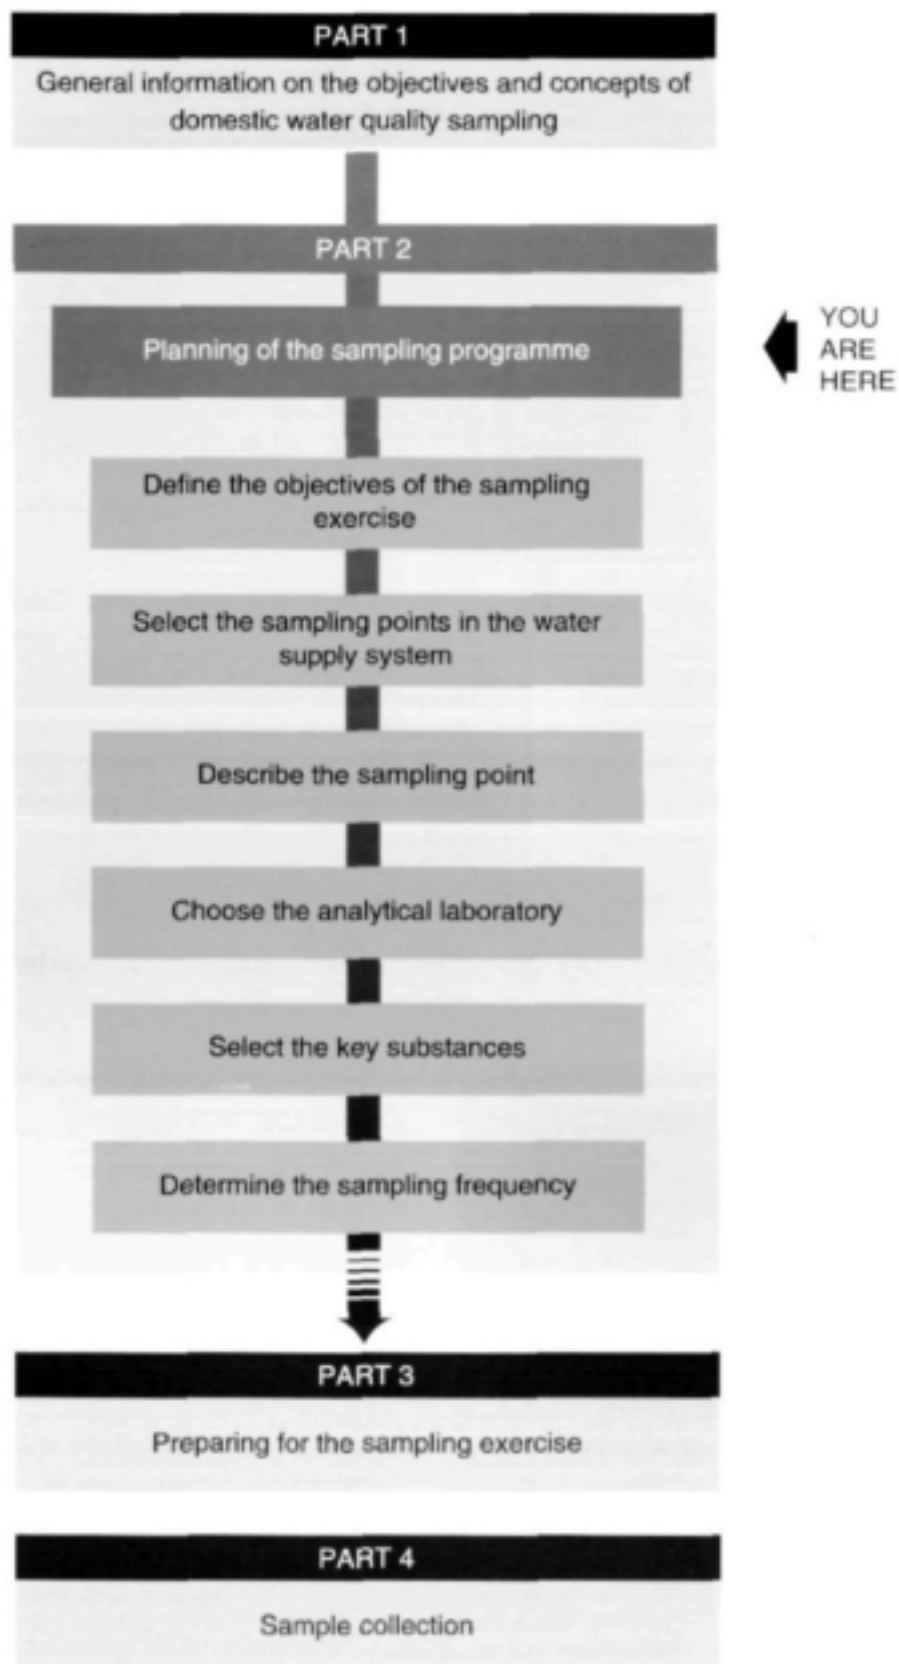 PART 1
General information on the objectives and concepts of
domestic water quality sampling
PART 2
Planning of the sampling programme
YOU
ARE
HERE
Define the objectives of the sampling
exercise
Select the sampling points in the water
supply system
Describe the sampling point
Choose the analytical laboratory
Select the key substances
Determine the sampling frequency
PART 3
Preparing for the sampling exercise
PART 4
Sample collection